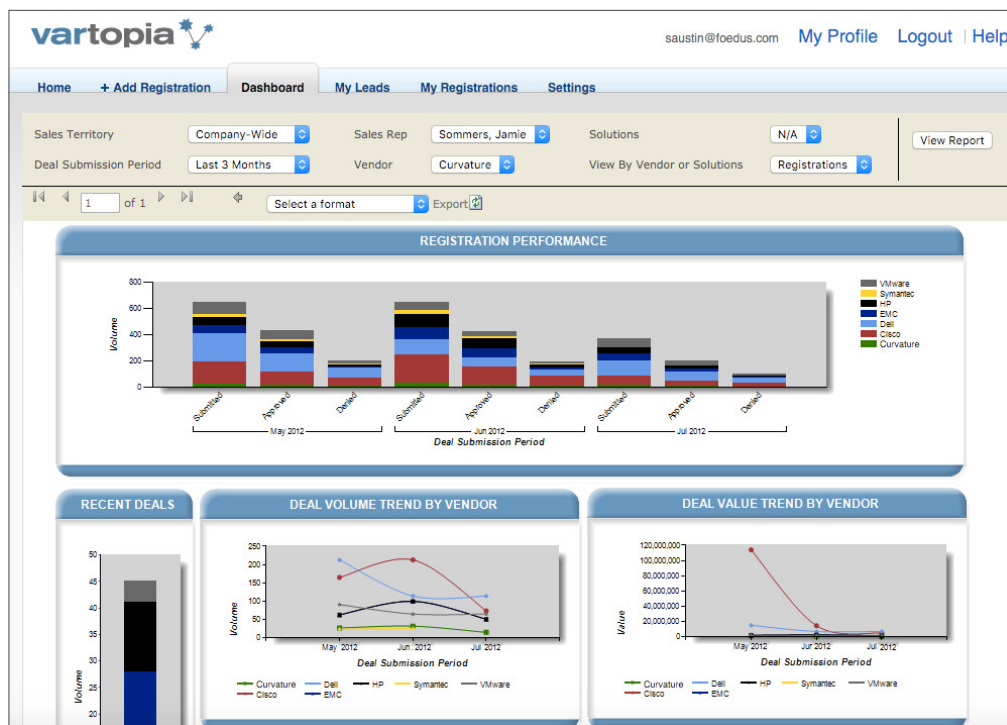 vartopia
saustin@foedus.com My Profile Logout | Help
Home + Add Registration Dashboard My Leads My Registrations Settings
Sales Territory Company-Wide Sales Rep Sommers, Jamie Solutions N/A View Report
Deal Submission Period Last 3 Months Vendor Curvature View By Vendor or Solutions Registrations
1 of 1 Select a format Export
REGISTRATION PERFORMANCE
800
600
400
200
0
Volume
VMware
Symantec
HP
EMC
Dell
Cisco
Curvature
Submitted Approved Denied Submitted Approved Denied Submitted Approved Denied
May 2012 Jun 2012 Jul 2012
Deal Submission Period
RECENT DEALS
50
45
40
35
30
25
20
Volume
DEAL VOLUME TREND BY VENDOR
250
200
150
100
50
0
Volume
May 2012 Jun 2012 Jul 2012
Deal Submission Period
Curvature Dell HP Symantec VMware
Cisco EMC
DEAL VALUE TREND BY VENDOR
120,000,000
100,000,000
80,000,000
60,000,000
40,000,000
20,000,000
0
Value
May 2012 Jun 2012 Jul 2012
Deal Submission Period
Curvature Dell HP Symantec VMware
Cisco EMC